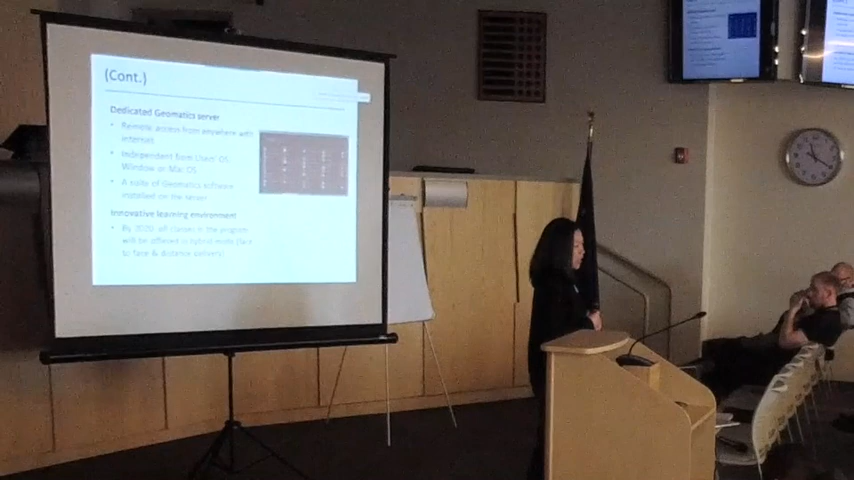 (Cont.)
Dedicated Geomatics server
• Remote access from anywhere with
internet
• Independent from Users' OS,
Window or Mac OS
• A suite of Geomatics software
installed on the server
Innovative learning environment
• By 2020, all classes in the program
will be offered in hybrid mode (face
to face & distance delivery)